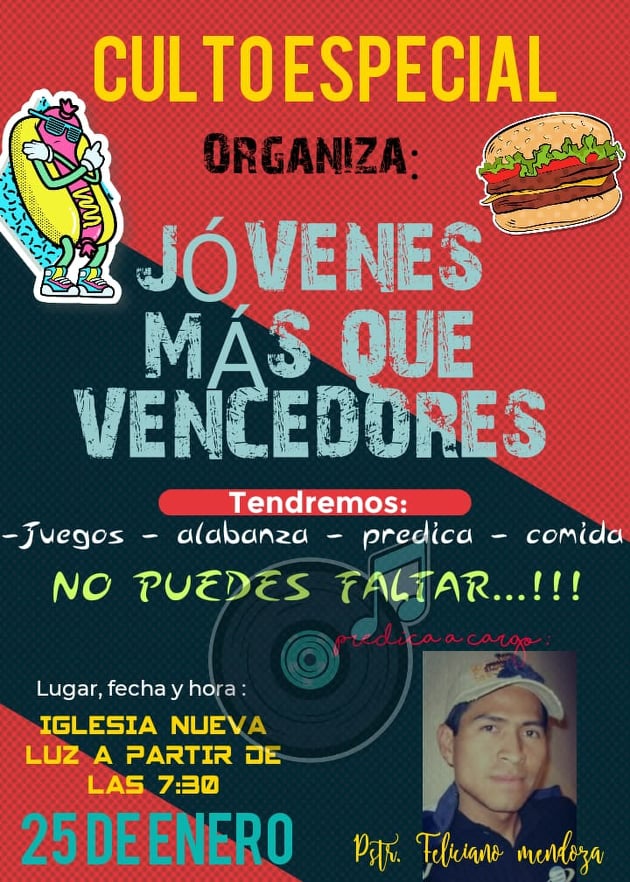 CULTO ESPECIAL
ORGANIZA:
JÓVENES
MÁS QUE
VENCEDORES
Tendremos:
-Juegos - alabanza - predica - comida
NO PUEDES FALTAR...!!!
predica a cargo:
Lugar, fecha y hora :
IGLESIA NUEVA
LUZ A PARTIR DE
LAS 7:30
25 DE ENERO
Pstr. Feliciano mendoza